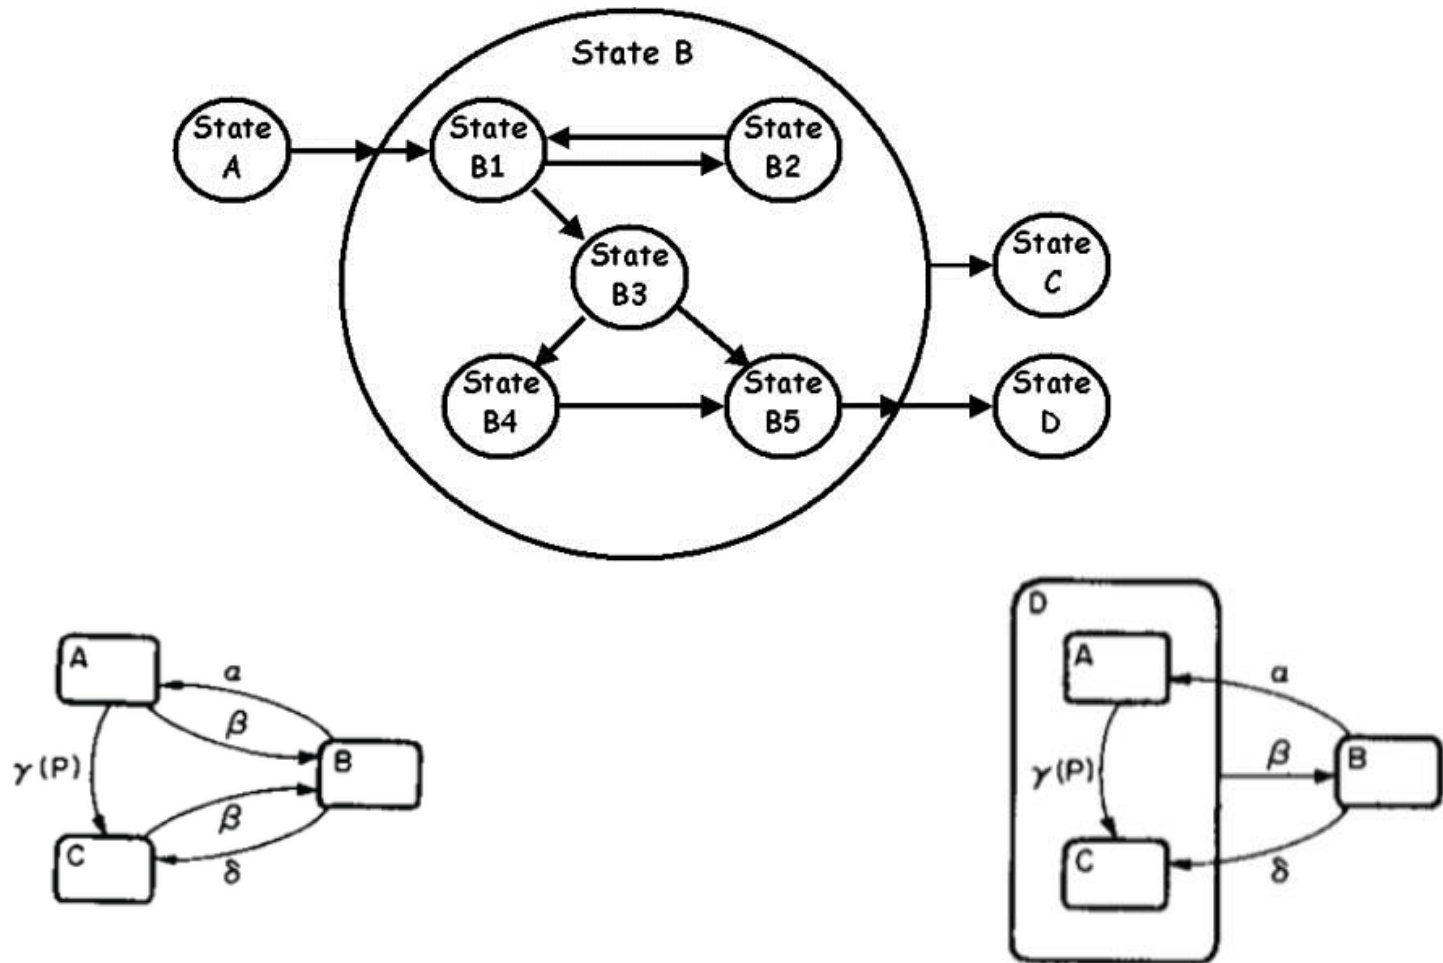 State B
State
A
State
B1
State
B2
State
B3
State
C
State
B4
State
B5
State
D
A
α
β
γ(P)
B
β
C
δ
D
A
α
γ(P)
β
B
C
δ